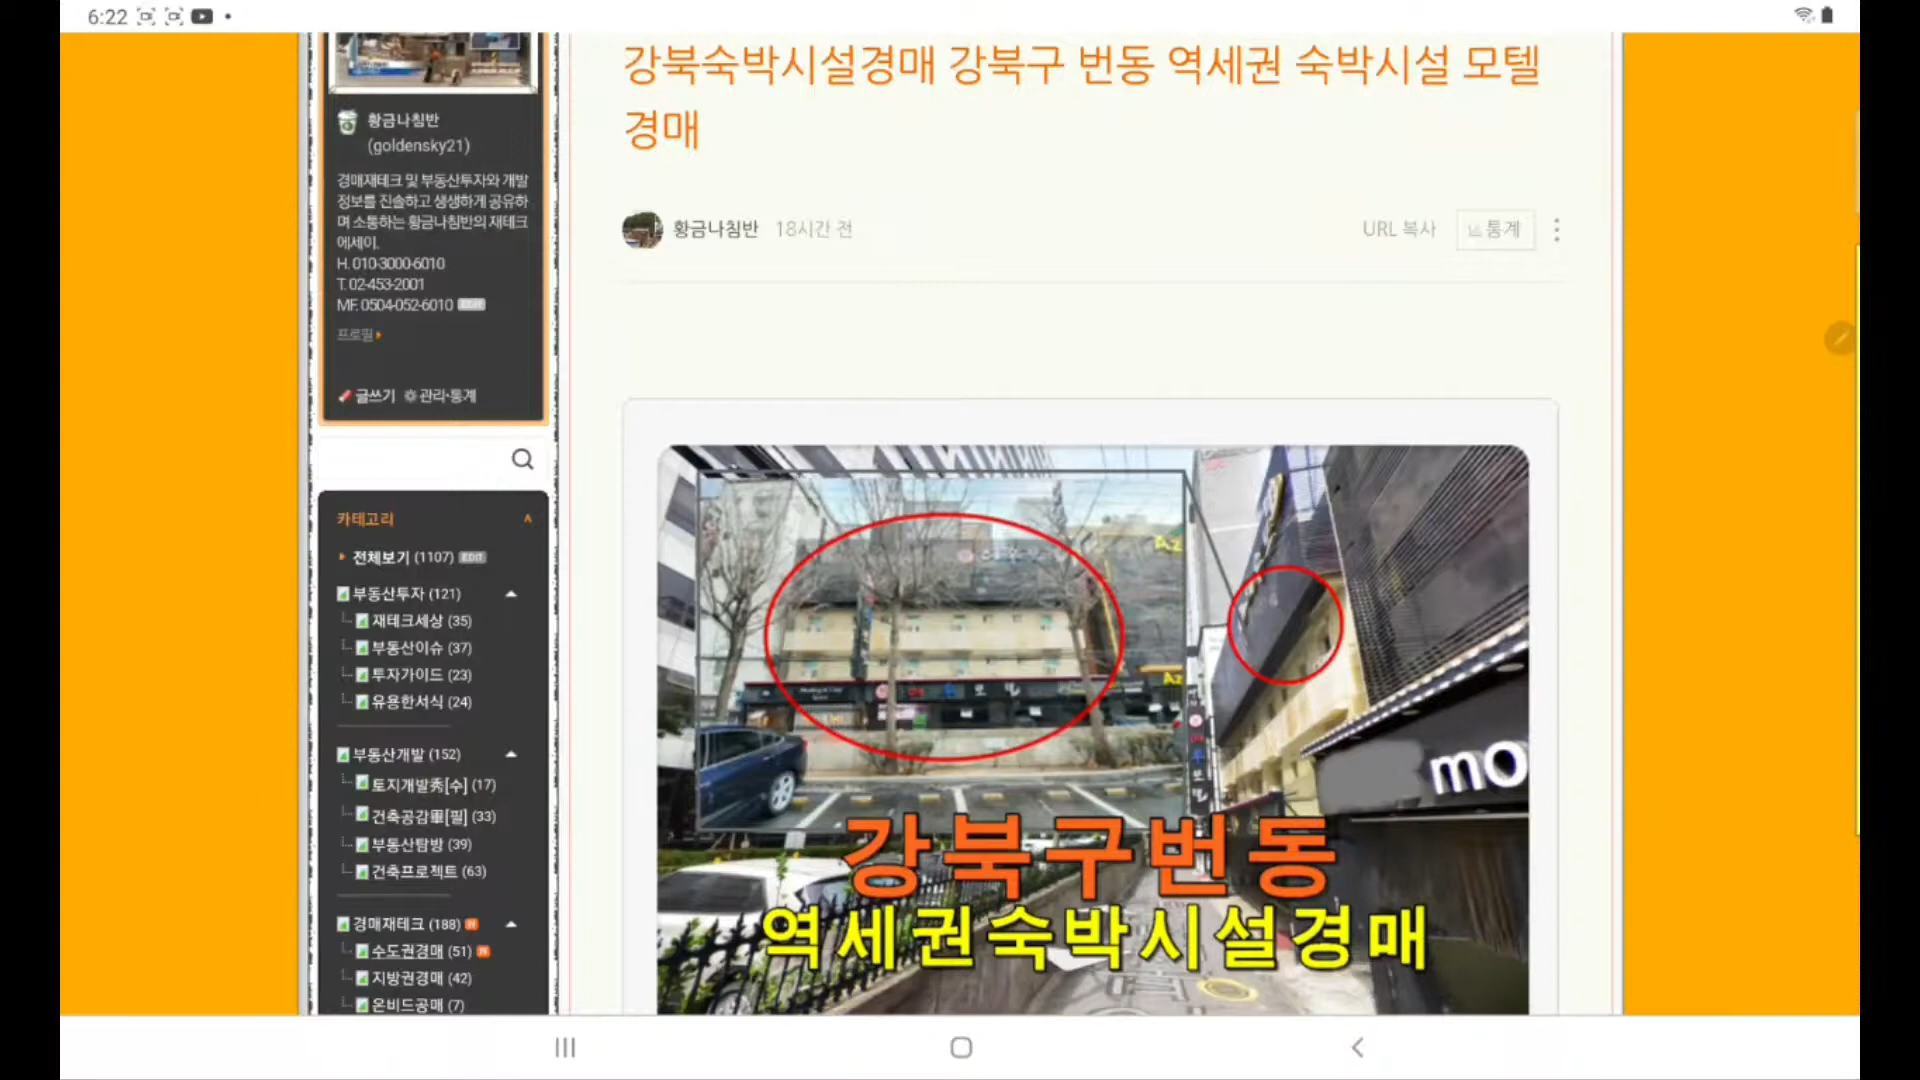 6:22
강북숙박시설경매 강북구 번동 역세권 숙박시설 모텔
경매
황금나침반 18시간 전
URL 복사 통계
황금나침반
(goldensky21)
경매재테크 및 부동산투자와 개발
정보를 진솔하고 생생하게 공유하
며 소통하는 황금나침반의 재테크
에세이.
H. 010-3000-6010
T. 02-453-2001
MF. 0504-052-6010 EDIT
프로필
글쓰기 관리·통계
카테고리
전체보기 (1107) EDIT
부동산투자 (121)
재테크세상 (35)
부동산이슈 (37)
투자가이드 (23)
유용한서식 (24)
부동산개발 (152)
토지개발秀[수] (17)
건축공감畢[필] (33)
부동산탐방 (39)
건축프로젝트 (63)
경매재테크 (188) N
수도권경매 (51) N
지방권경매 (42)
온비드공매 (7)
Az
Az
mo
강북구번동
역세권숙박시설경매